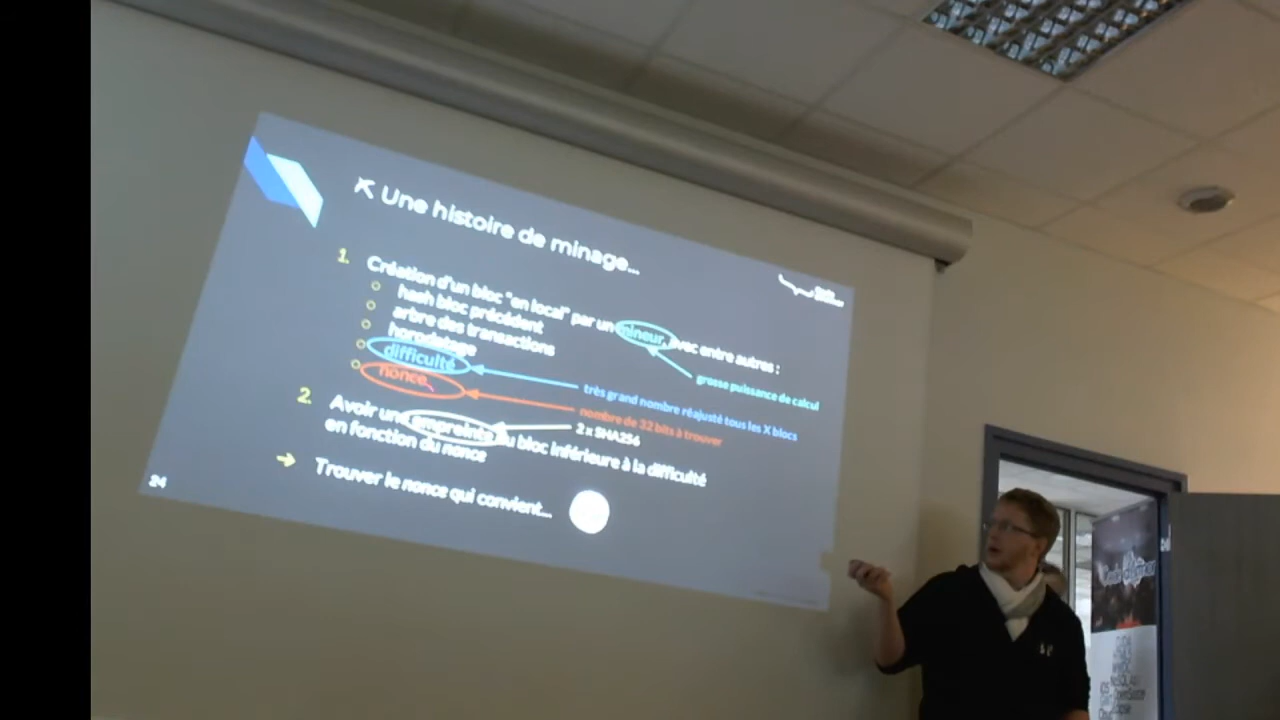 Une histoire de minage...
1. Création d'un bloc "en local" par un mineur, avec entre autres :
hash bloc précédent
arbre des transactions
horodatage
difficulté
nonce
grosse puissance de calcul
très grand nombre réajusté tous les X blocs
nombre de 32 bits à trouver
2 x SHA256
2. Avoir une empreinte du bloc inférieure à la difficulté
en fonction du nonce
→ Trouver le nonce qui convient...
24